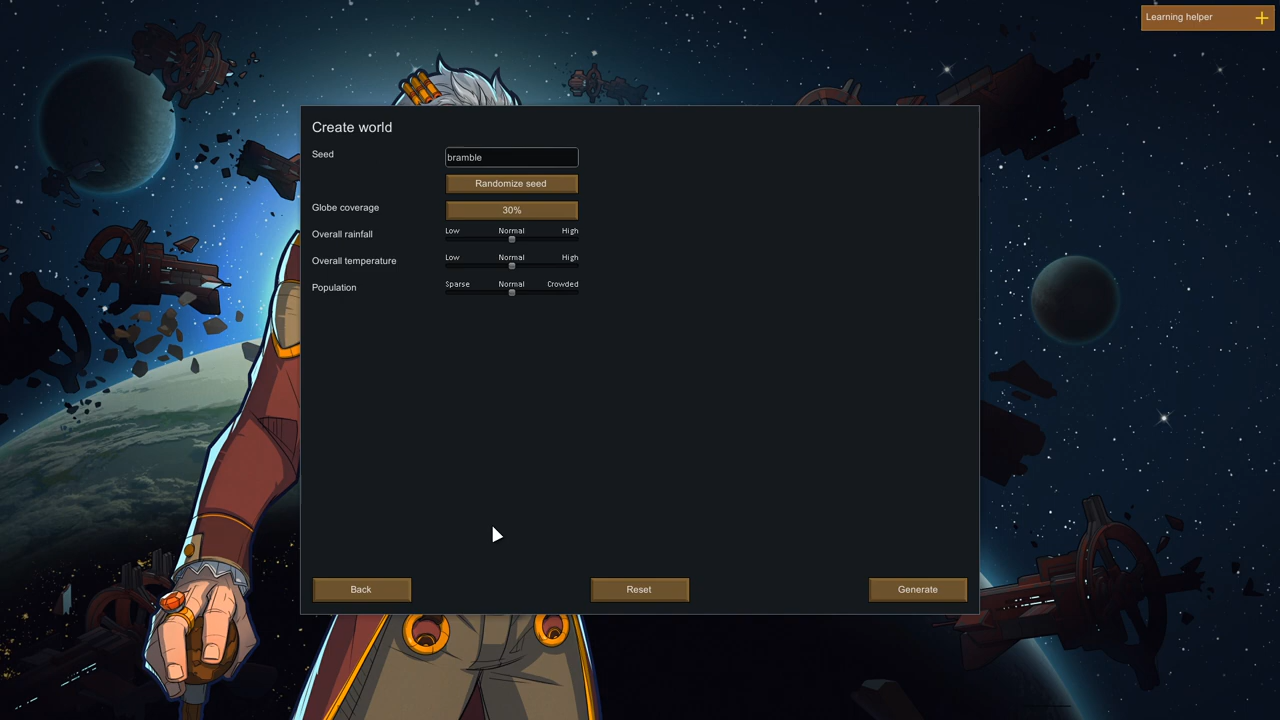 Learning helper
Create world
Seed
bramble
Randomize seed
Globe coverage
30%
Overall rainfall
Low Normal High
Overall temperature
Low Normal High
Population
Sparse Normal Crowded
Back Reset Generate